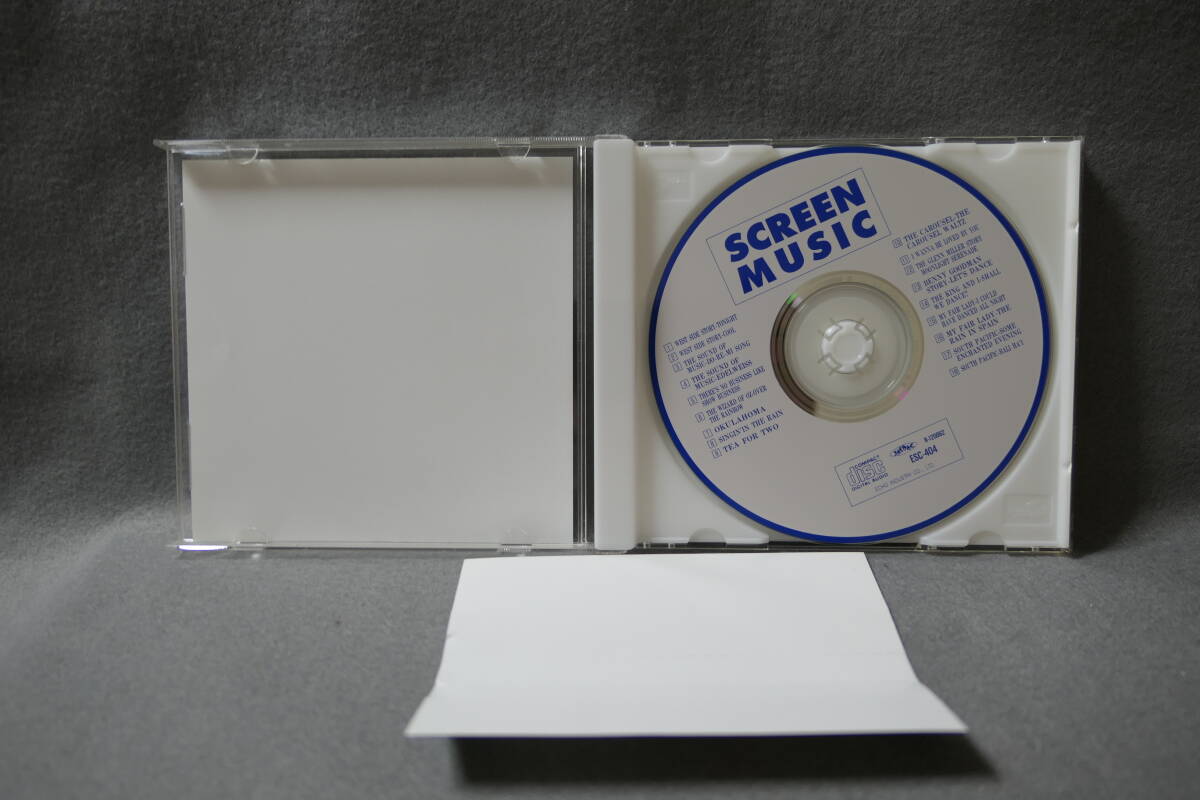 SCREEN
MUSIC
1 WEST SIDE STORY-TONIGHT
2 WEST SIDE STORY-COOL
3 THE SOUND OF
MUSIC-DO-RE-MI SONG
4 THE SOUND OF
MUSIC-EDELWEISS
5 THERE'S NO BUSINESS LIKE
SHOW BUSINESS
6 THE WIZARD OF OZ-OVER
THE RAINBOW
7 OKULAHOMA
8 SINGIN'IN THE RAIN
9 TEA FOR TWO
10 THE CAROUSEL-THE
CAROUSEL WALTZ
11 I WANNA BE LOVED BY YOU
12 THE GLENN MILLER STORY
MOONLIGHT SERENADE
13 BENNY GOODMAN
STORY-LET'S DANCE
14 THE KING AND I-SHALL
WE DANCE?
15 MY FAIR LADY-I COULD
HAVE DANCED ALL NIGHT
16 MY FAIR LADY-THE
RAIN IN SPAIN
17 SOUTH PACIFIC-SOME
ENCHANTED EVENING
18 SOUTH PACIFIC-BALI HAY
COMPACT
disc
DIGITAL AUDIO
ESC-404
ECHO INDUSTRY CO., LTD.